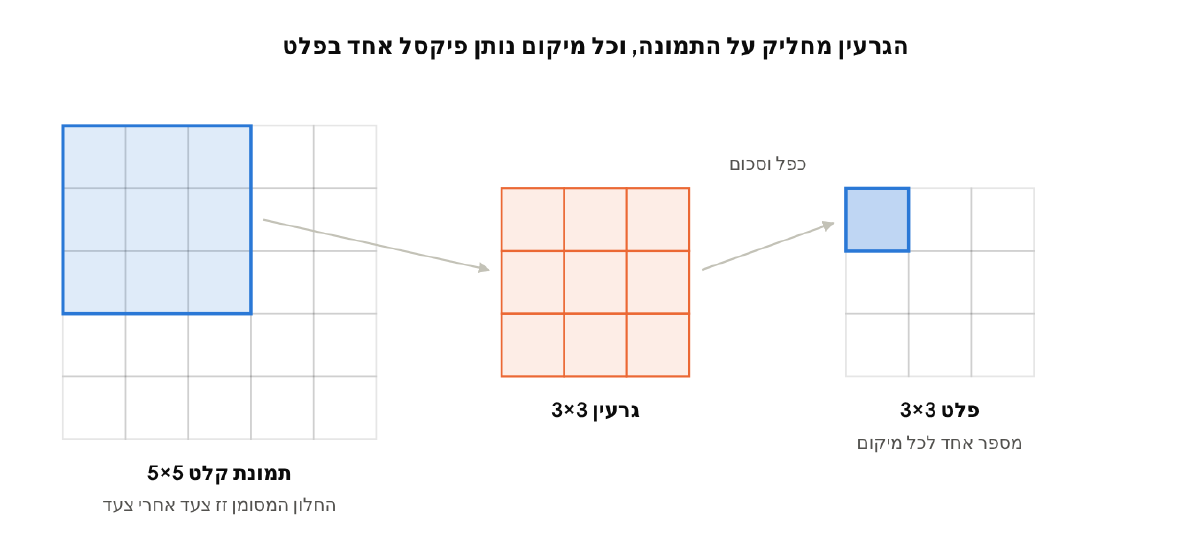 הגרעין מחליק על התמונה, וכל מיקום נותן פיקסל אחד בפלט
כפל וסכום
גרעין 3×3
פלט 3×3
מספר אחד לכל מיקום
תמונת קלט 5×5
החלון המסומן זז צעד אחרי צעד